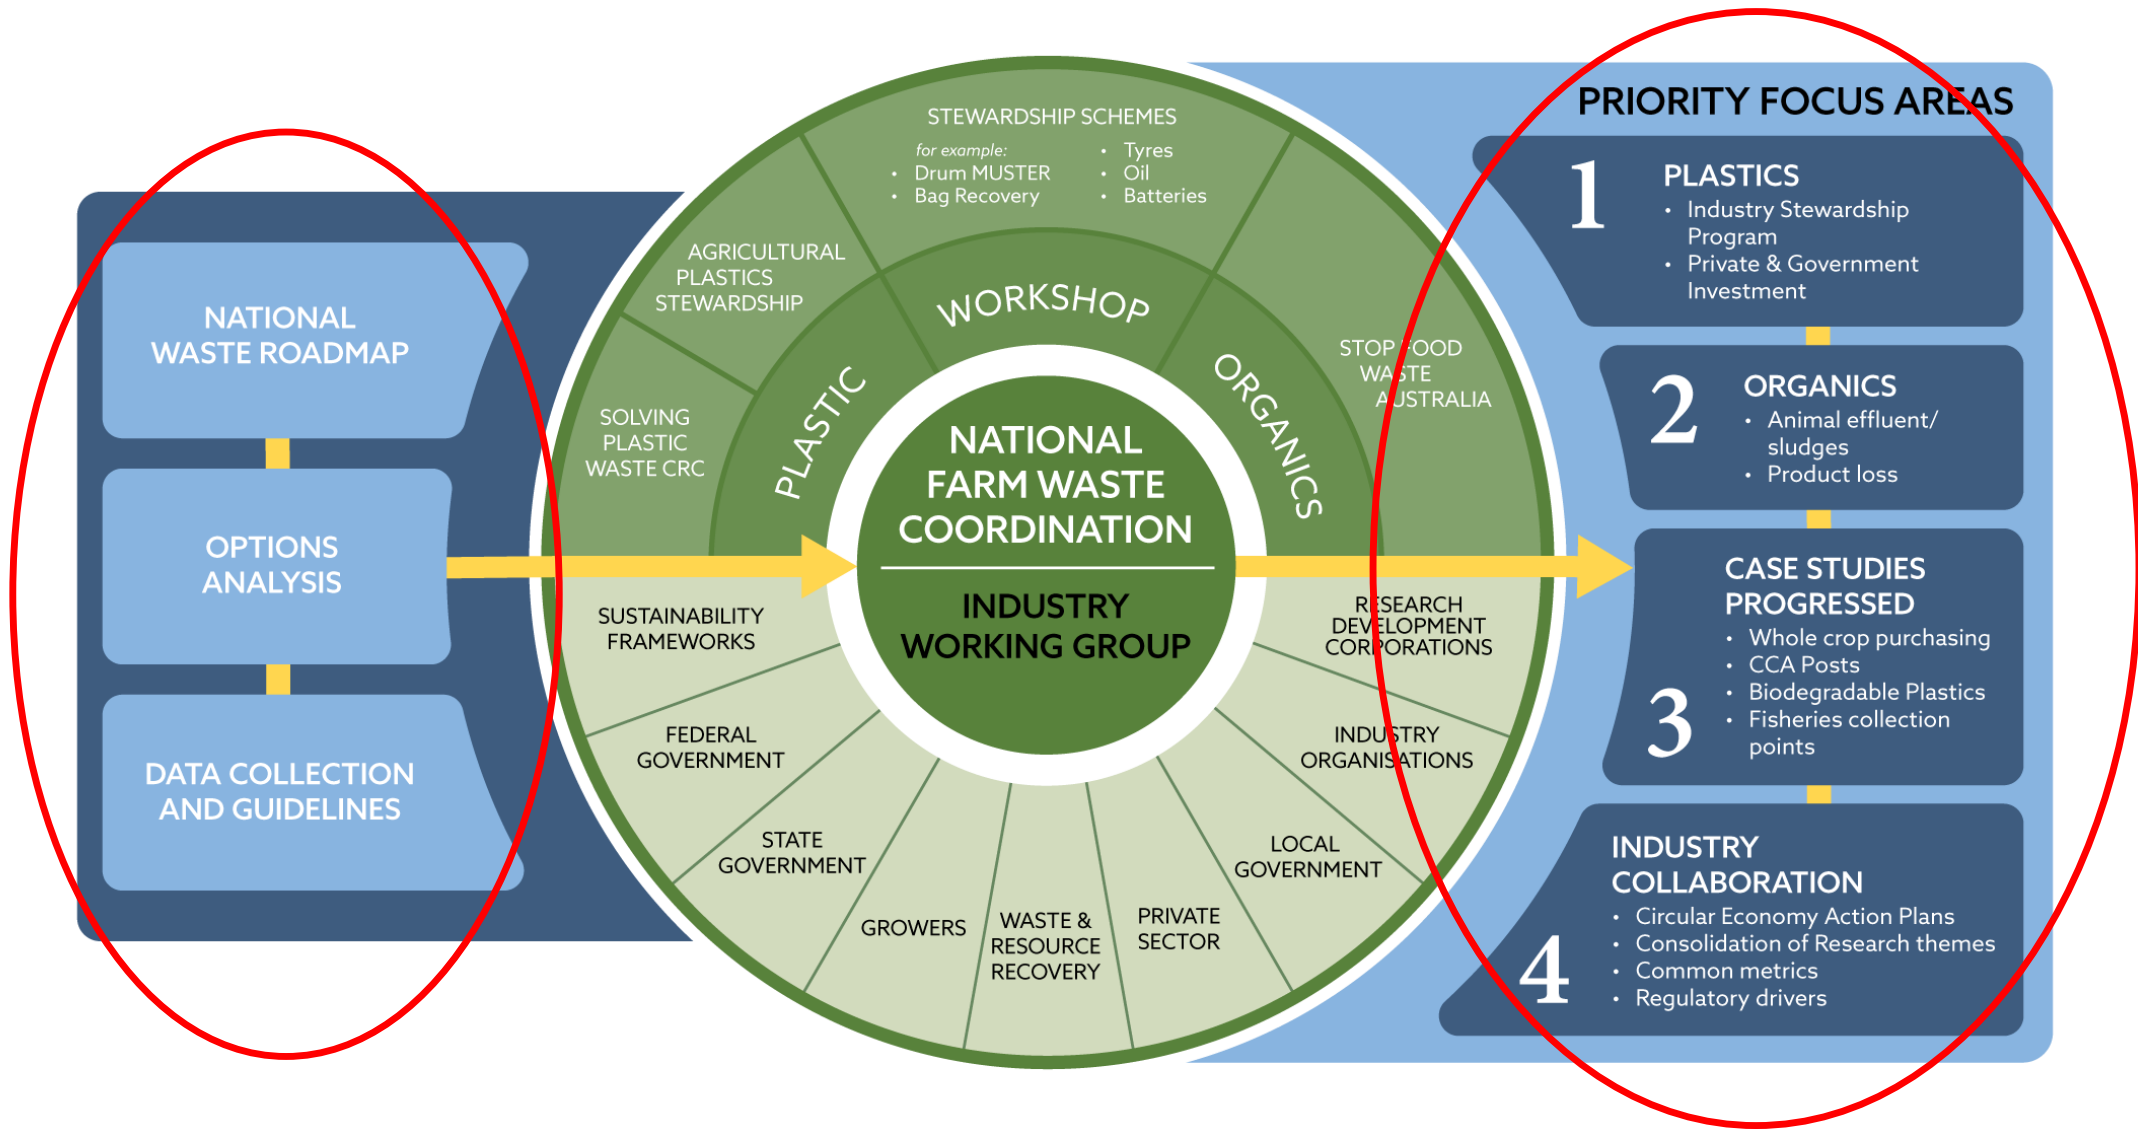 NATIONAL
WASTE ROADMAP
OPTIONS
ANALYSIS
DATA COLLECTION
AND GUIDELINES
STEWARDSHIP SCHEMES
for example:
• Drum MUSTER
• Bag Recovery
• Tyres
• Oil
• Batteries
AGRICULTURAL
PLASTICS
STEWARDSHIP
SOLVING
PLASTIC
WASTE CRC
STOP FOOD
WASTE
AUSTRALIA
PLASTIC
WORKSHOP
ORGANICS
NATIONAL
FARM WASTE
COORDINATION
INDUSTRY
WORKING GROUP
SUSTAINABILITY
FRAMEWORKS
FEDERAL
GOVERNMENT
STATE
GOVERNMENT
GROWERS
WASTE &
RESOURCE
RECOVERY
PRIVATE
SECTOR
LOCAL
GOVERNMENT
INDUSTRY
ORGANISATIONS
RESEARCH
DEVELOPMENT
CORPORATIONS
PRIORITY FOCUS AREAS
1
PLASTICS
• Industry Stewardship
Program
• Private & Government
Investment
2
ORGANICS
• Animal effluent/
sludges
• Product loss
3
CASE STUDIES
PROGRESSED
• Whole crop purchasing
• CCA Posts
• Biodegradable Plastics
• Fisheries collection
points
4
INDUSTRY
COLLABORATION
• Circular Economy Action Plans
• Consolidation of Research themes
• Common metrics
• Regulatory drivers